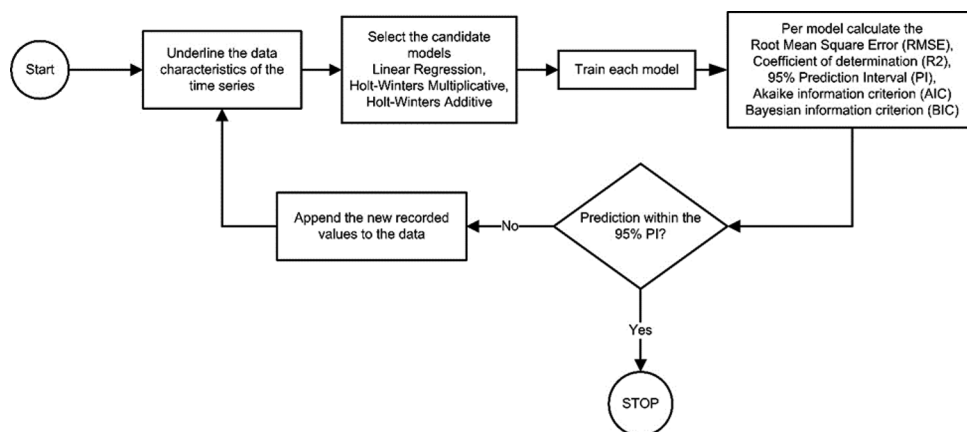 Start
Underline the data
characteristics of the
time series
Select the candidate
models
Linear Regression,
Holt-Winters Multiplicative,
Holt-Winters Additive
Train each model
Per model calculate the
Root Mean Square Error (RMSE),
Coefficient of determination (R2),
95% Prediction Interval (PI),
Akaike information criterion (AIC)
Bayesian information criterion (BIC)
Prediction within the
95% PI?
No
Append the new recorded
values to the data
Yes
STOP